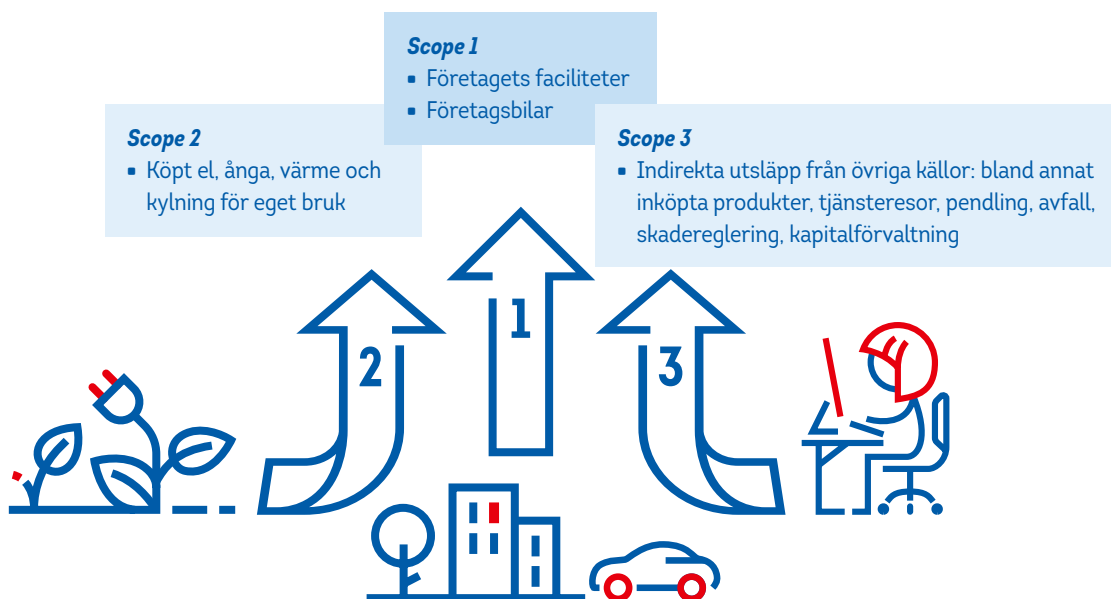 Scope 1
▪ Företagets faciliteter
▪ Företagsbilar
Scope 2
▪ Köpt el, ånga, värme och
kylning för eget bruk
Scope 3
▪ Indirekta utsläpp från övriga källor: bland annat
inköpta produkter, tjänsteresor, pendling, avfall,
skadereglering, kapitalförvaltning
2
1
3